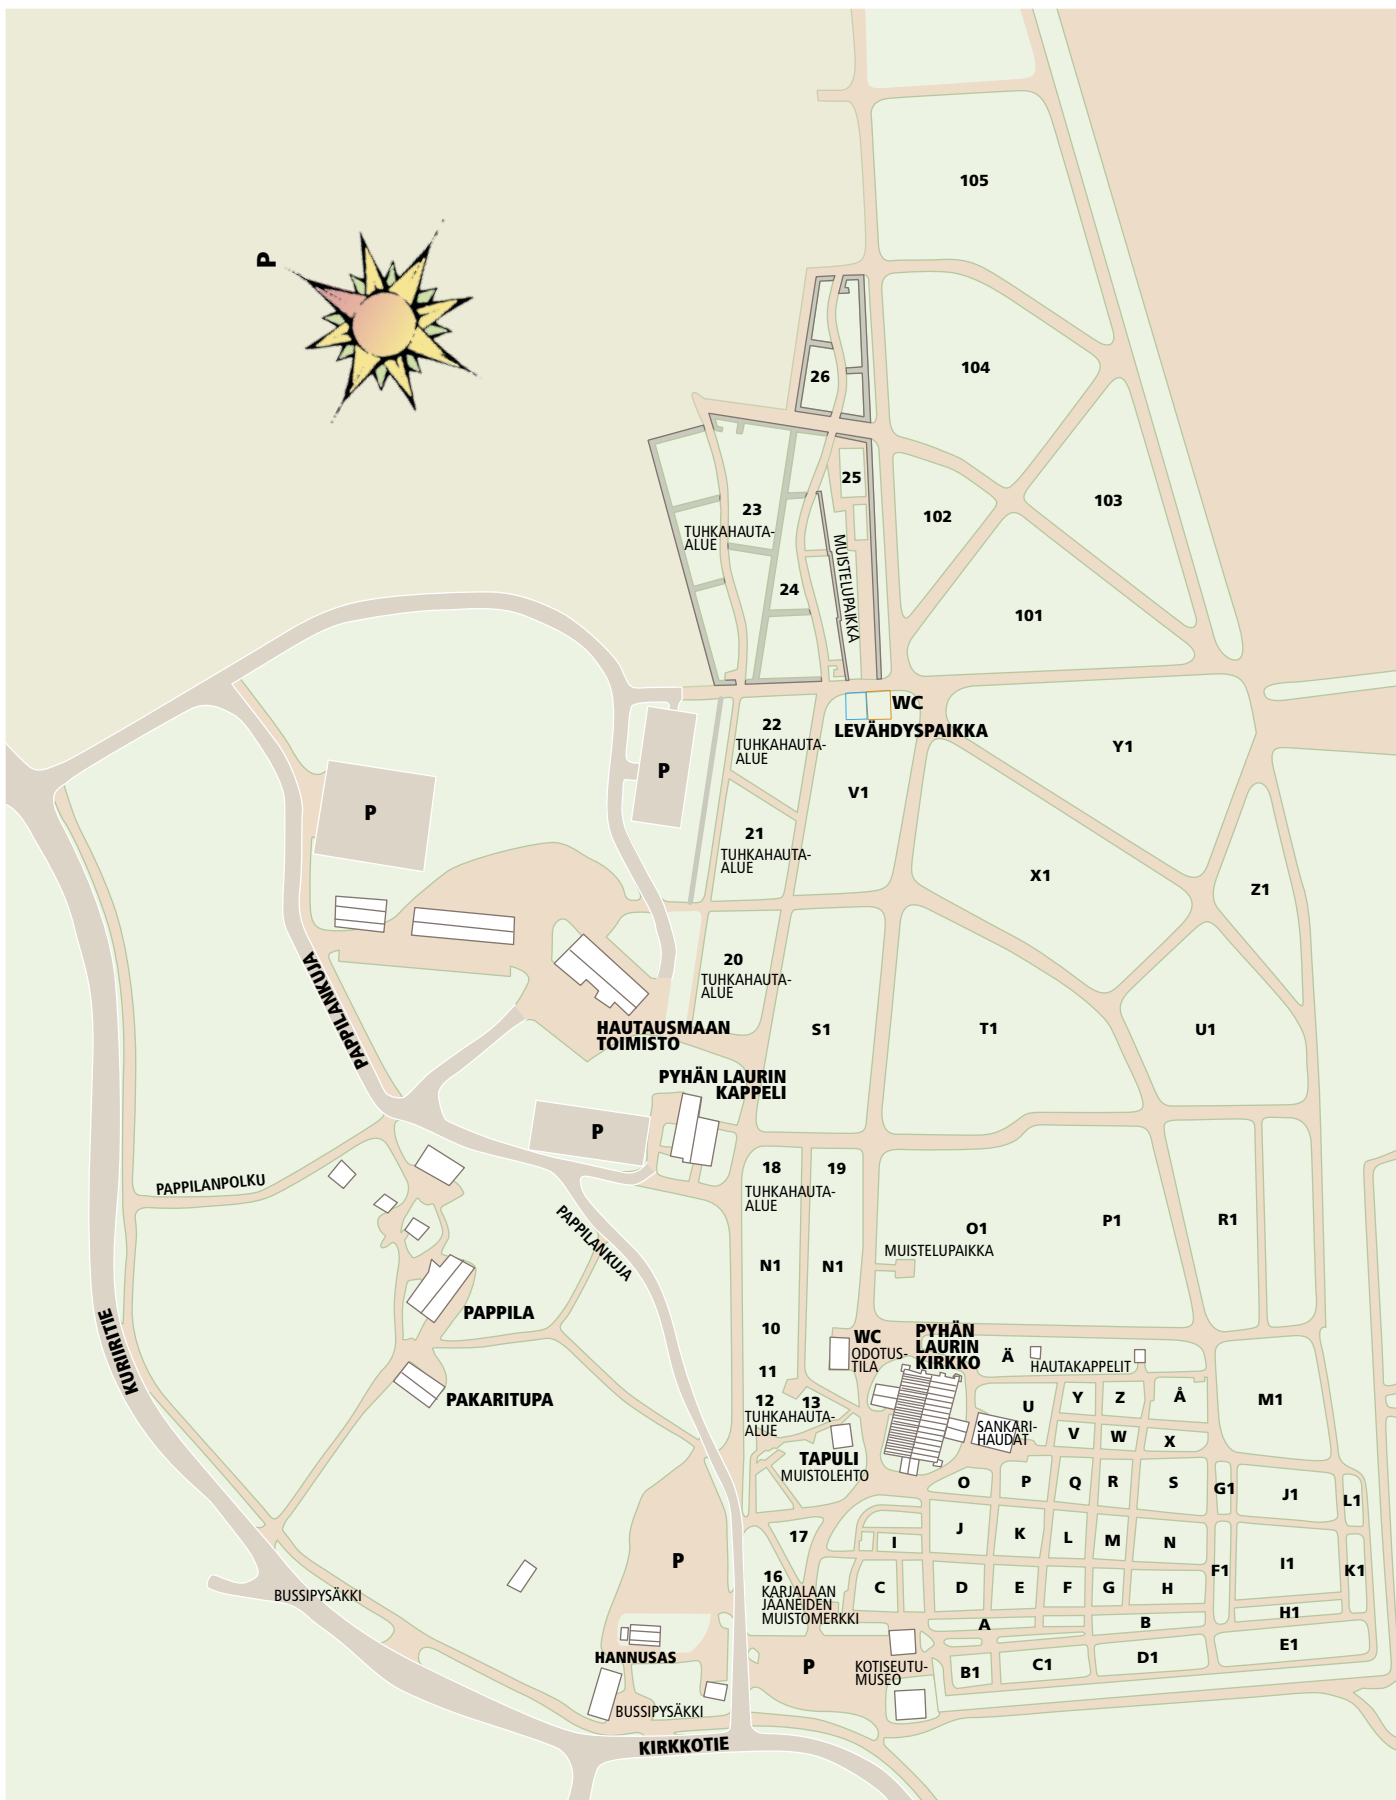 105
P
104
26
25
103
23
102
TUHKAHAUTA-
ALUE
MUISTELUPAIKKA
24
101
WC
LEVÄHDYSPAIKKA
22
TUHKAHAUTA-
ALUE
Y1
P
V1
P
21
TUHKAHAUTA-
ALUE
X1
Z1
PAPPILANKUJA
20
TUHKAHAUTA-
ALUE
HAUTAUSMAAN
TOIMISTO
S1
T1
U1
PYHÄN LAURIN
KAPPELI
P
18
TUHKAHAUTA-
ALUE
19
PAPPILANPOLKU
PAPPILANKUJA
O1
MUISTELUPAIKKA
P1
R1
N1
N1
PAPPILA
KURIIRITIE
10
WC
ODOTUS-
TILA
PYHÄN
LAURIN
KIRKKO
Ä
HAUTAKAPPELIT
11
PAKARITUPA
12
TUHKAHAUTA-
ALUE
13
U
SANKARI-
HAUDAT
Y
Z
Å
M1
V
W
X
TAPULI
MUISTOLEHTO
O
P
Q
R
S
G1
J1
L1
17
I
J
K
L
M
N
P
16
KARJALAAN
JÄÄNEIDEN
MUISTOMERKKI
C
D
E
F
G
H
F1
I1
K1
BUSSIPYSÄKKI
A
B
H1
HANNUSAS
P
KOTISEUTU-
MUSEO
B1
C1
D1
E1
BUSSIPYSÄKKI
KIRKKOTIE